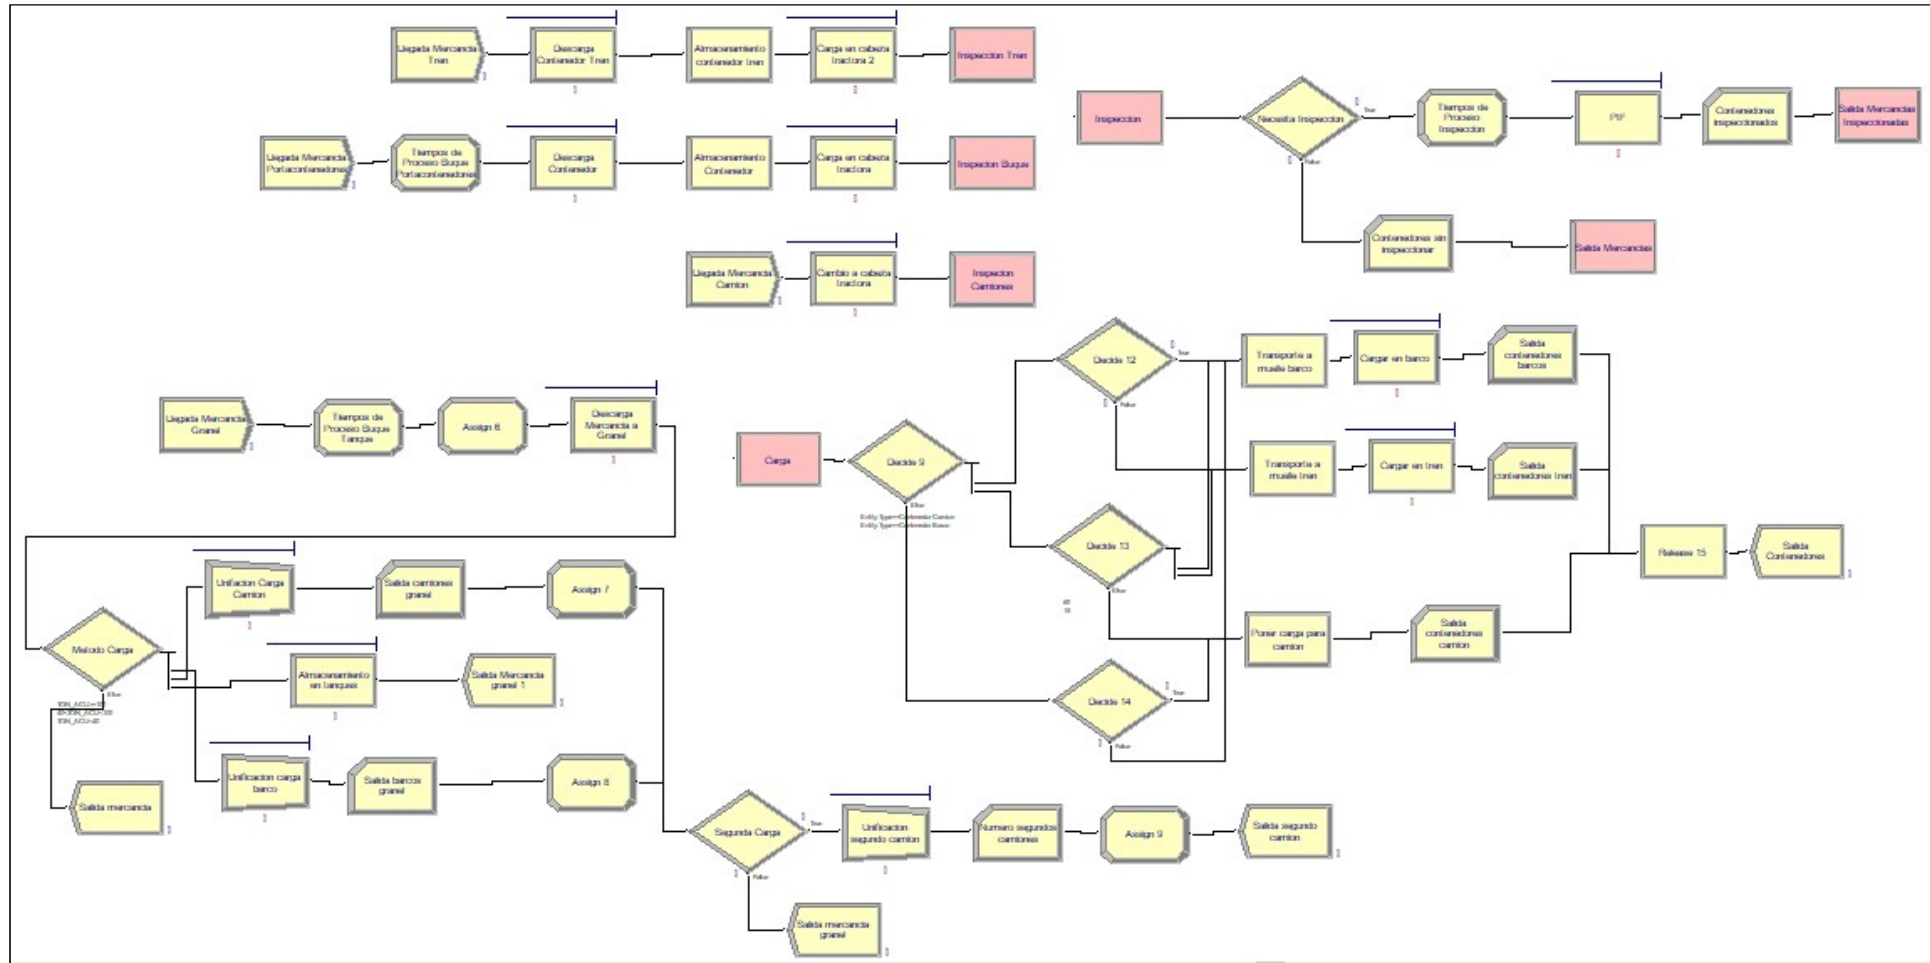 Llegada Mercancia
Tren
Descarga
Contenedor Tren
Almacenamiento
contenedor tren
Carga en cabeza
tractora 2
Inspeccion Tren
Llegada Mercancia
Portacontenedores
Tiempos de
Proceso Buque
Portacontenedores
Descarga
Contenedor
Almacenamiento
Contenedor
Carga en cabeza
tractora
Inspecion Buque
Llegada Mercancia
Camion
Cambio a cabeza
tractora
Inspecion
Camiones
Inspeccion
Necesita Inspeccion
True
False
Tiempos de
Proceso
Inspeccion
PIF
Contenedores
inspeccionados
Salida Mercancias
Inspeccionadas
Contenedores sin
inspeccionar
Salida Mercancias
Llegada Mercancia
Granel
Tiempos de
Proceso Buque
Tanque
Assign 6
Descarga
Mercancia a
Granel
Carga
Decide 9
Else
Decide 12
True
False
Decide 13
Else
Decide 14
True
False
Transporte a
muelle barco
Cargar en barco
Salida
contenedores
barcos
Transporte a
muelle tren
Cargar en tren
Salida
contenedores tren
Poner carga para
camion
Salida
contenedores
camion
Release 15
Salida
Contenedores
Metodo Carga
Else
Unifacion Carga
Camion
Salida camiones
granel
Assign 7
Almacenamiento
en tanques
Salida Mercancia
granel 1
Unificacion carga
barco
Salida barcos
granel
Assign 8
Salida mercancia
Segunda Carga
True
False
Unificacion
segundo camion
Numero segundos
camiones
Assign 9
Salida segundo
camion
Salida mercancia
granel